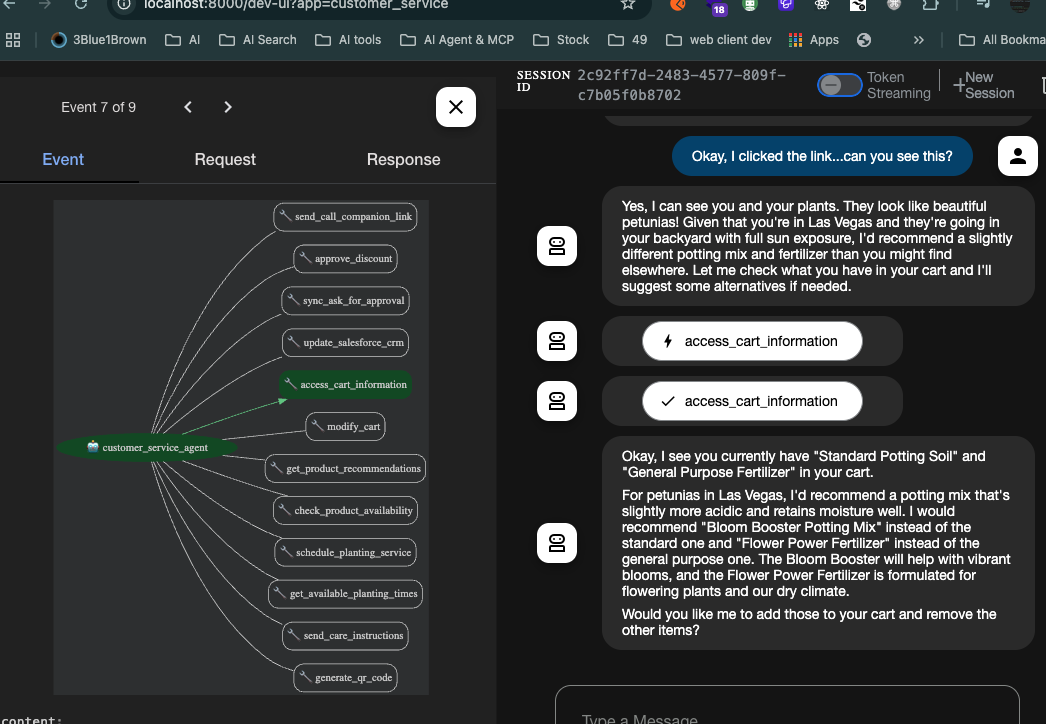 localhost:8000/dev-ui?app=customer_service
18
3Blue1Brown
AI
AI Search
AI tools
AI Agent & MCP
Stock
49
web client dev
Apps
»
All Bookma
Event 7 of 9
Event
Request
Response
send_call_companion_link
approve_discount
sync_ask_for_approval
update_salesforce_crm
access_cart_information
modify_cart
customer_service_agent
get_product_recommendations
check_product_availability
schedule_planting_service
get_available_planting_times
send_care_instructions
generate_qr_code
content:
SESSION ID
2c92ff7d-2483-4577-809f-
c7b05f0b8702
Token
Streaming
+New
Session
Okay, I clicked the link...can you see this?
Yes, I can see you and your plants. They look like beautiful
petunias! Given that you're in Las Vegas and they're going in
your backyard with full sun exposure, I'd recommend a slightly
different potting mix and fertilizer than you might find
elsewhere. Let me check what you have in your cart and I'll
suggest some alternatives if needed.
access_cart_information
access_cart_information
Okay, I see you currently have "Standard Potting Soil" and
"General Purpose Fertilizer" in your cart.
For petunias in Las Vegas, I'd recommend a potting mix that's
slightly more acidic and retains moisture well. I would
recommend "Bloom Booster Potting Mix" instead of the
standard one and "Flower Power Fertilizer" instead of the
general purpose one. The Bloom Booster will help with vibrant
blooms, and the Flower Power Fertilizer is formulated for
flowering plants and our dry climate.
Would you like me to add those to your cart and remove the
other items?
Type a Message